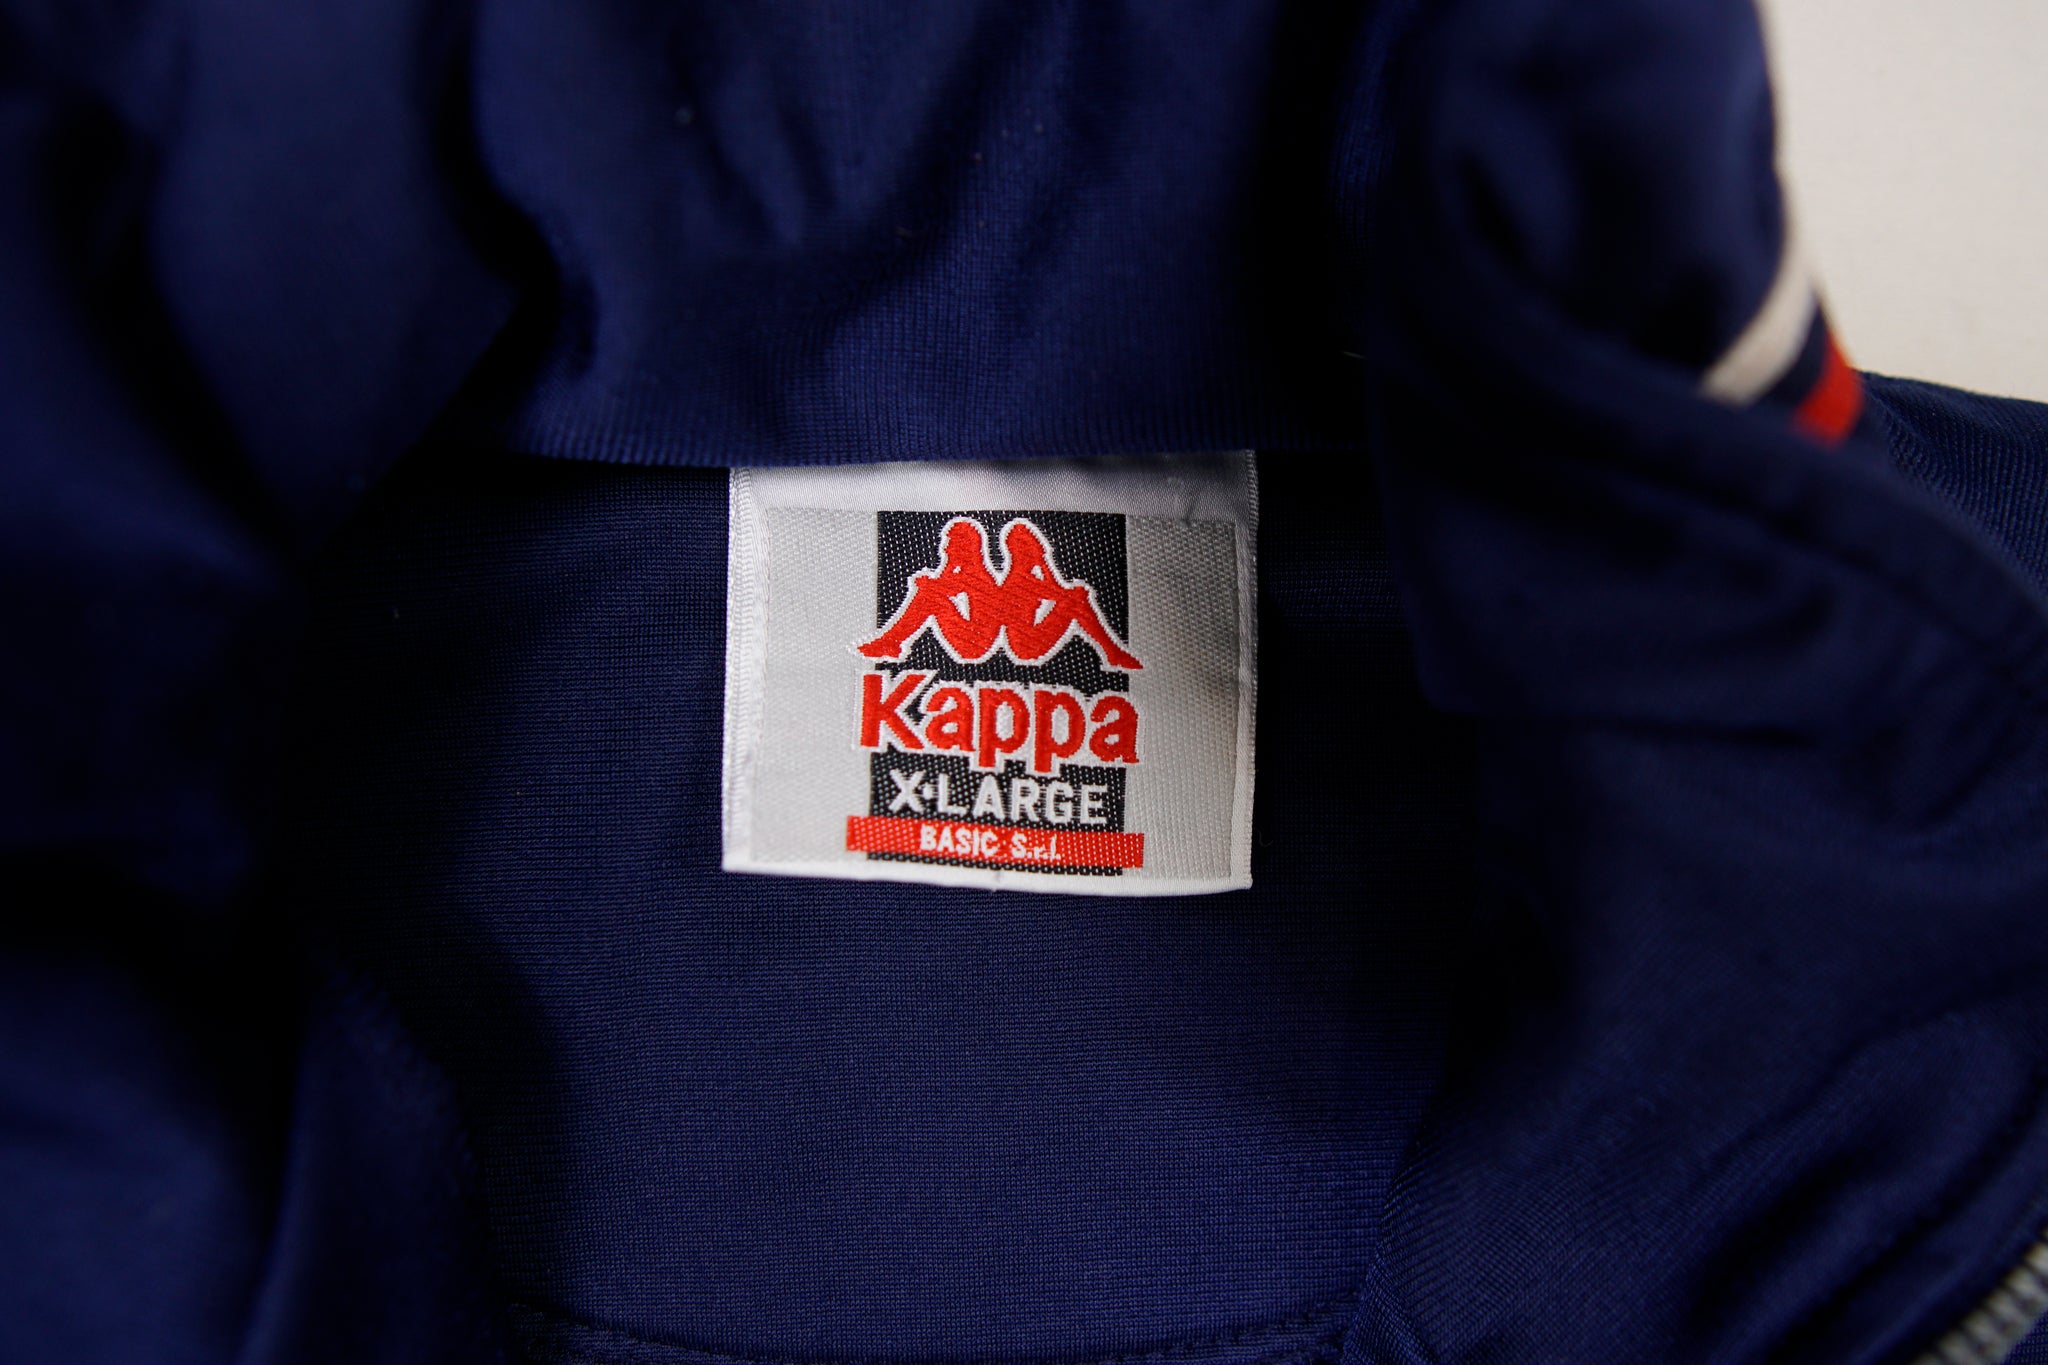 Kappa
X-LARGE
BASIC S.r.l.